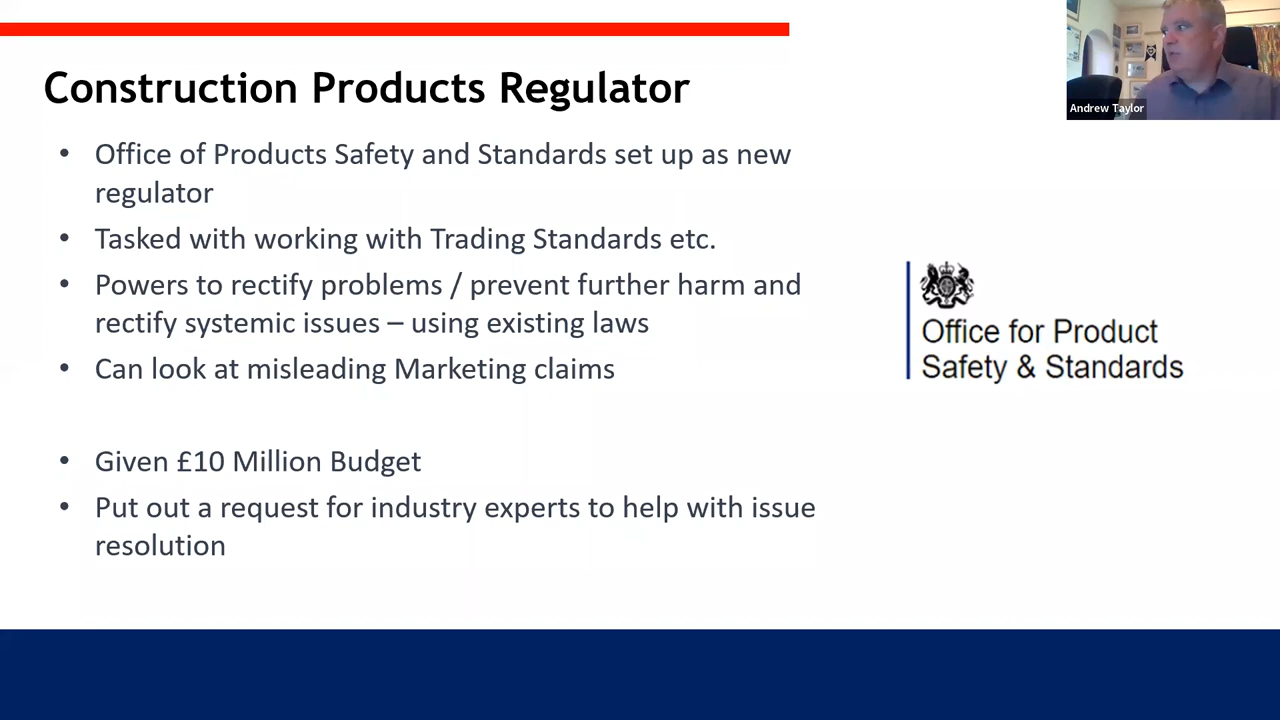 Construction Products Regulator
• Office of Products Safety and Standards set up as new
regulator
• Tasked with working with Trading Standards etc.
• Powers to rectify problems / prevent further harm and
rectify systemic issues – using existing laws
• Can look at misleading Marketing claims
• Given £10 Million Budget
• Put out a request for industry experts to help with issue
resolution
Office for Product
Safety & Standards
Andrew Taylor